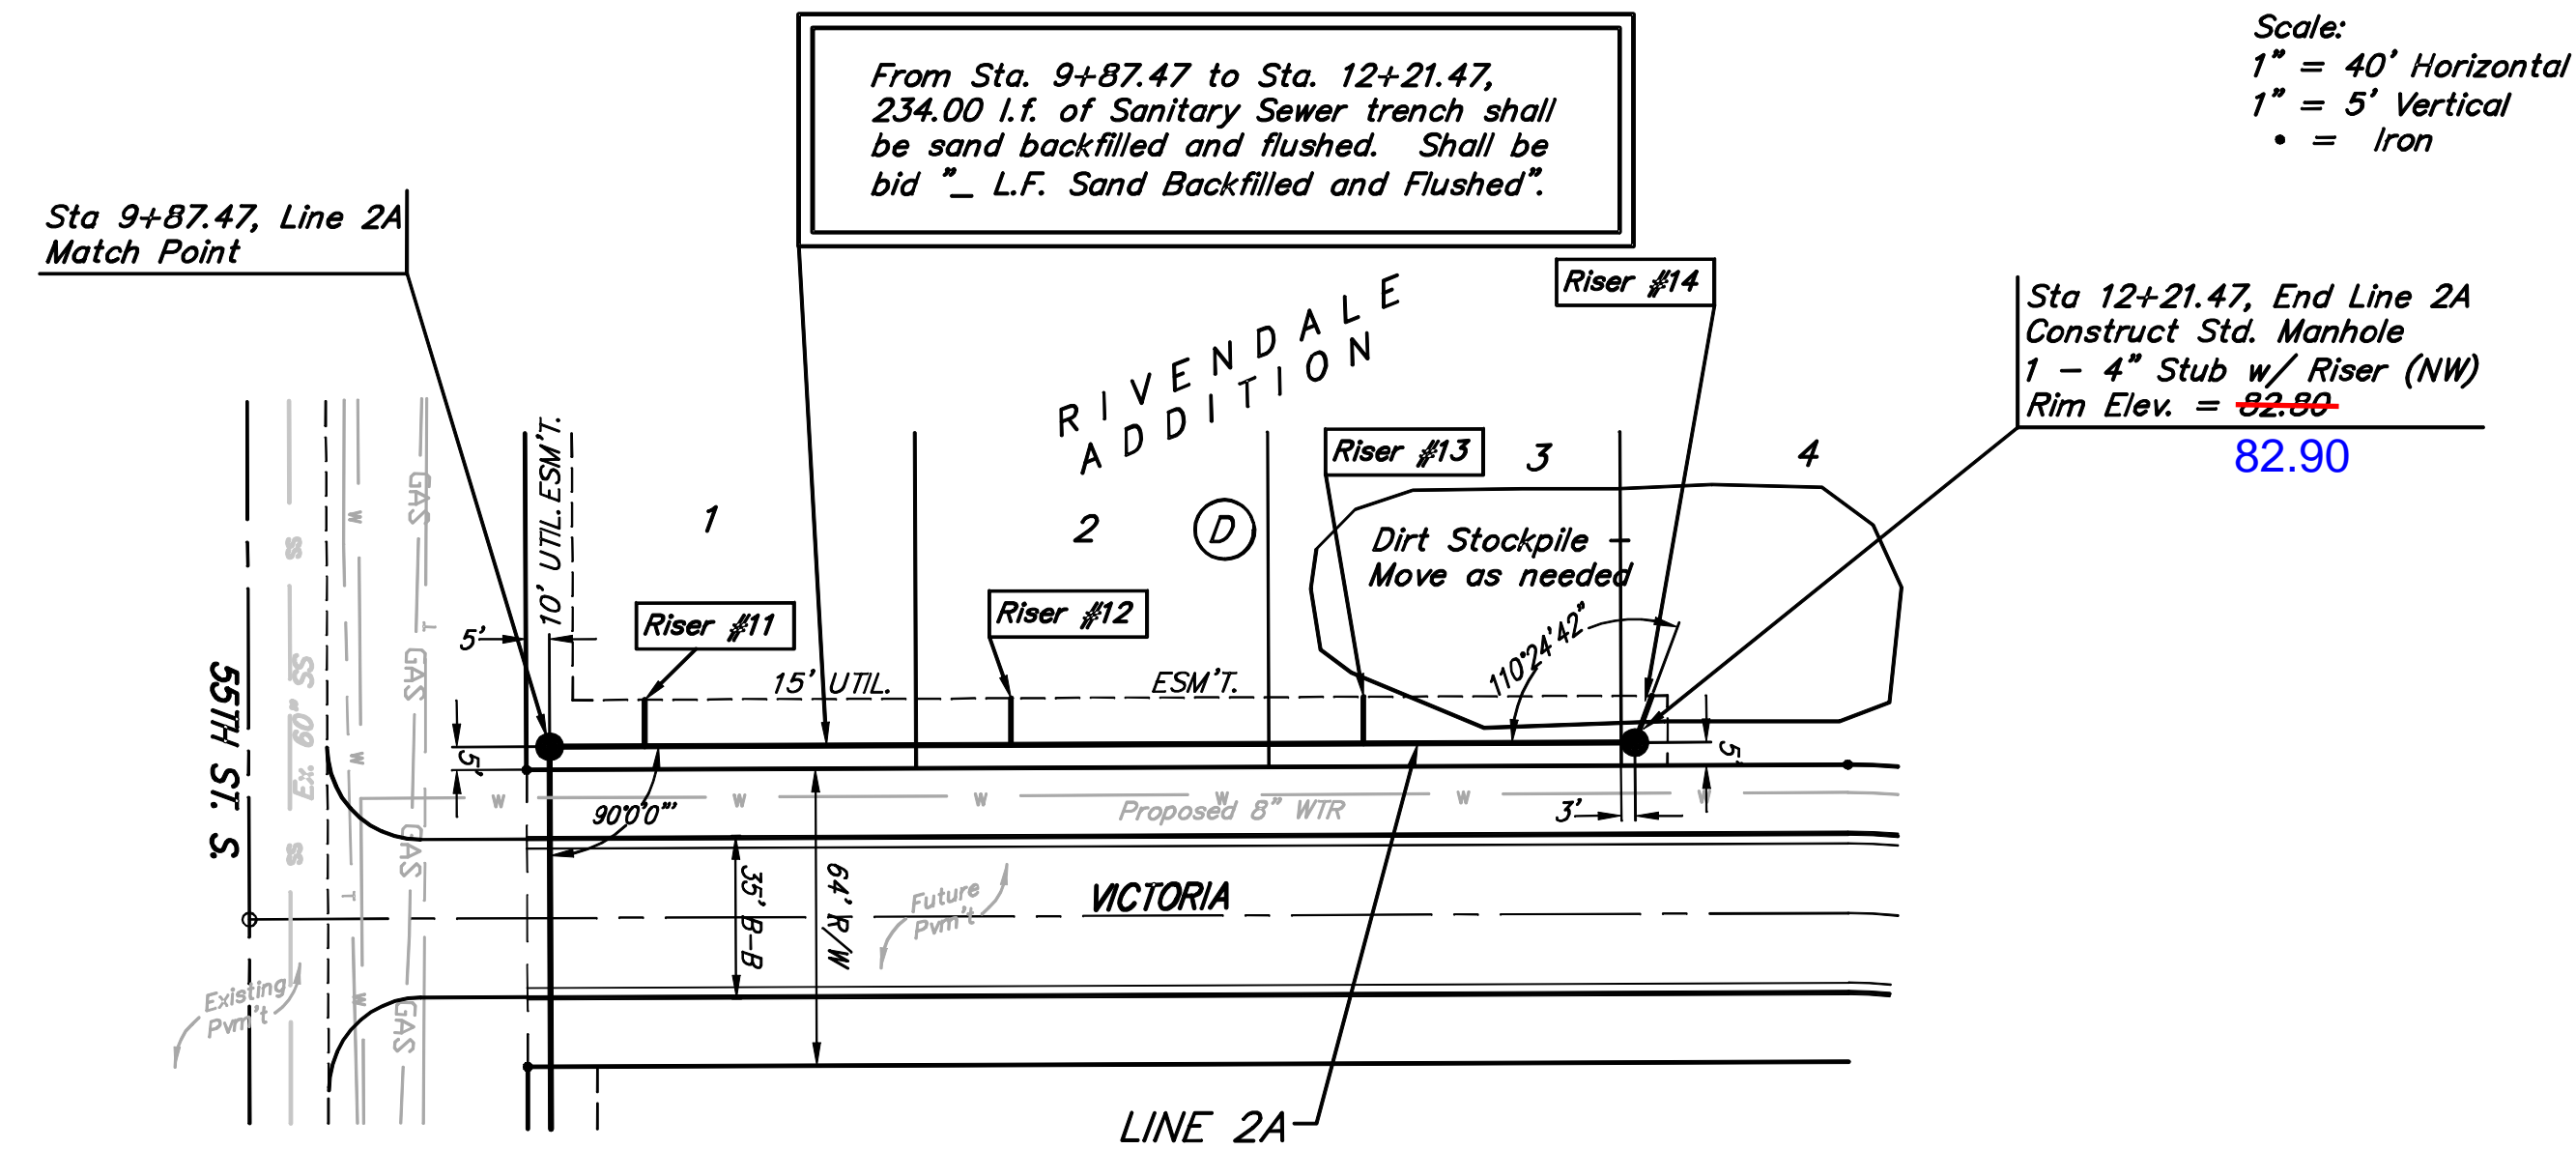 From Sta. 9+87.47 to Sta. 12+21.47,
234.00 l.f. of Sanitary Sewer trench shall
be sand backfilled and flushed. Shall be
bid "_ L.F. Sand Backfilled and Flushed".
Scale:
1" = 40' Horizontal
1" = 5' Vertical
• = Iron
Sta 9+87.47, Line 2A
Match Point
Riser #14
Sta 12+21.47, End Line 2A
Construct Std. Manhole
1 - 4" Stub w/ Riser (NW)
Rim Elev. = 82.80
82.90
RIVENDALE
ADDITION
Riser #13
3
4
1
2
D
Dirt Stockpile -
Move as needed
10' UTIL. ESM'T.
Riser #11
Riser #12
110°24'42"
5'
15' UTIL. ESM'T.
5'
5'
3'
90°0'0"
W W W W W W
Proposed 8" WTR
55TH ST. S.
SS
Ex. 60" SS
SS
W
W
W
T
T
GAS
GAS
GAS
GAS
35' B-B
64' R/W
Future
Pvm't
VICTORIA
Existing
Pvm't
LINE 2A